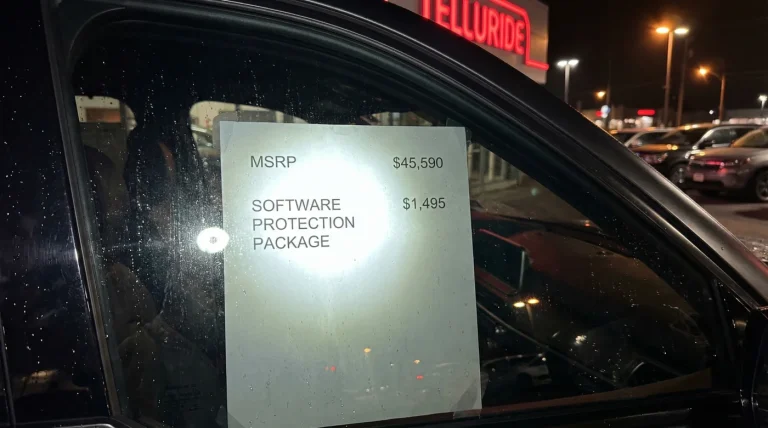 TELLURIDE
MSRP $45,590
SOFTWARE $1,495
PROTECTION
PACKAGE